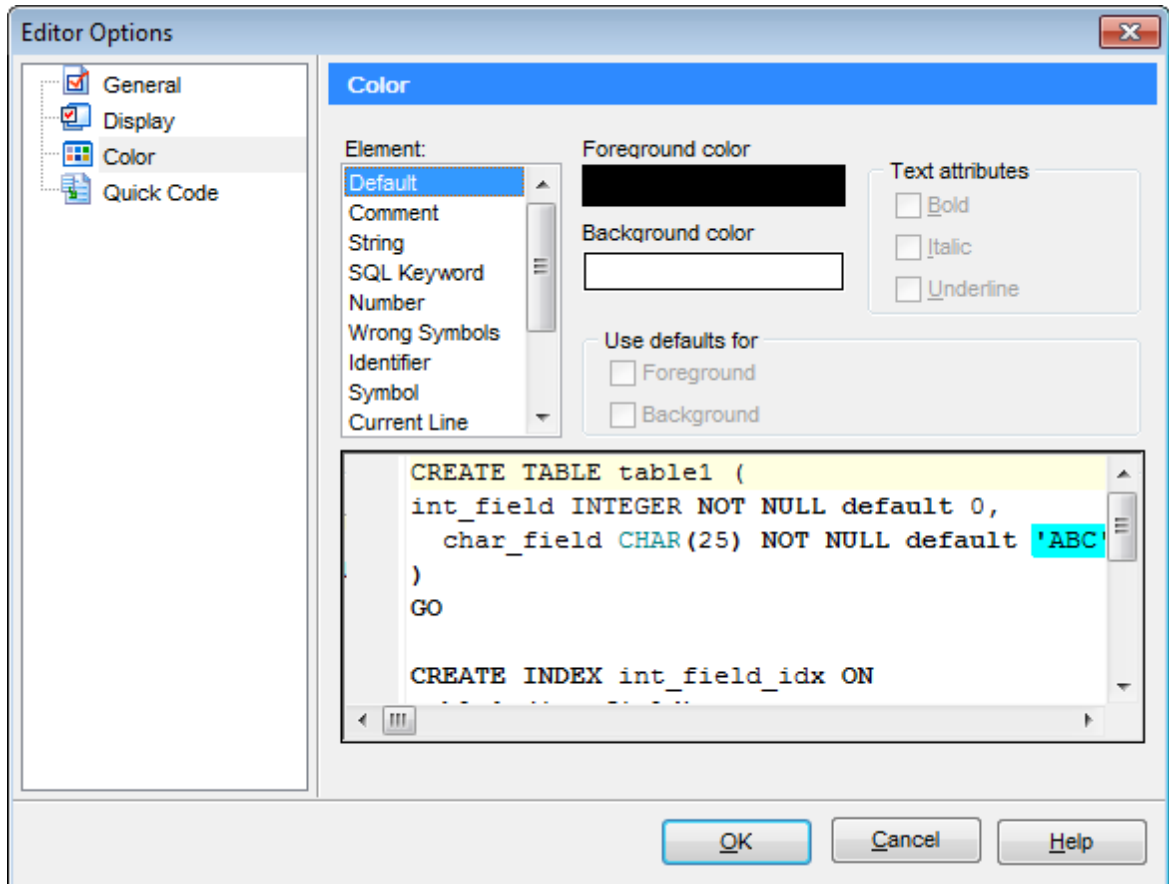 Editor Options
General
Display
Color
Quick Code
Color
Element:
Default
Comment
String
SQL Keyword
Number
Wrong Symbols
Identifier
Symbol
Current Line
Foreground color
Background color
Text attributes
Bold
Italic
Underline
Use defaults for
Foreground
Background
CREATE TABLE table1 (
int_field INTEGER NOT NULL default 0,
char_field CHAR(25) NOT NULL default 'ABC'
)
GO
CREATE INDEX int_field_idx ON
OK
Cancel
Help